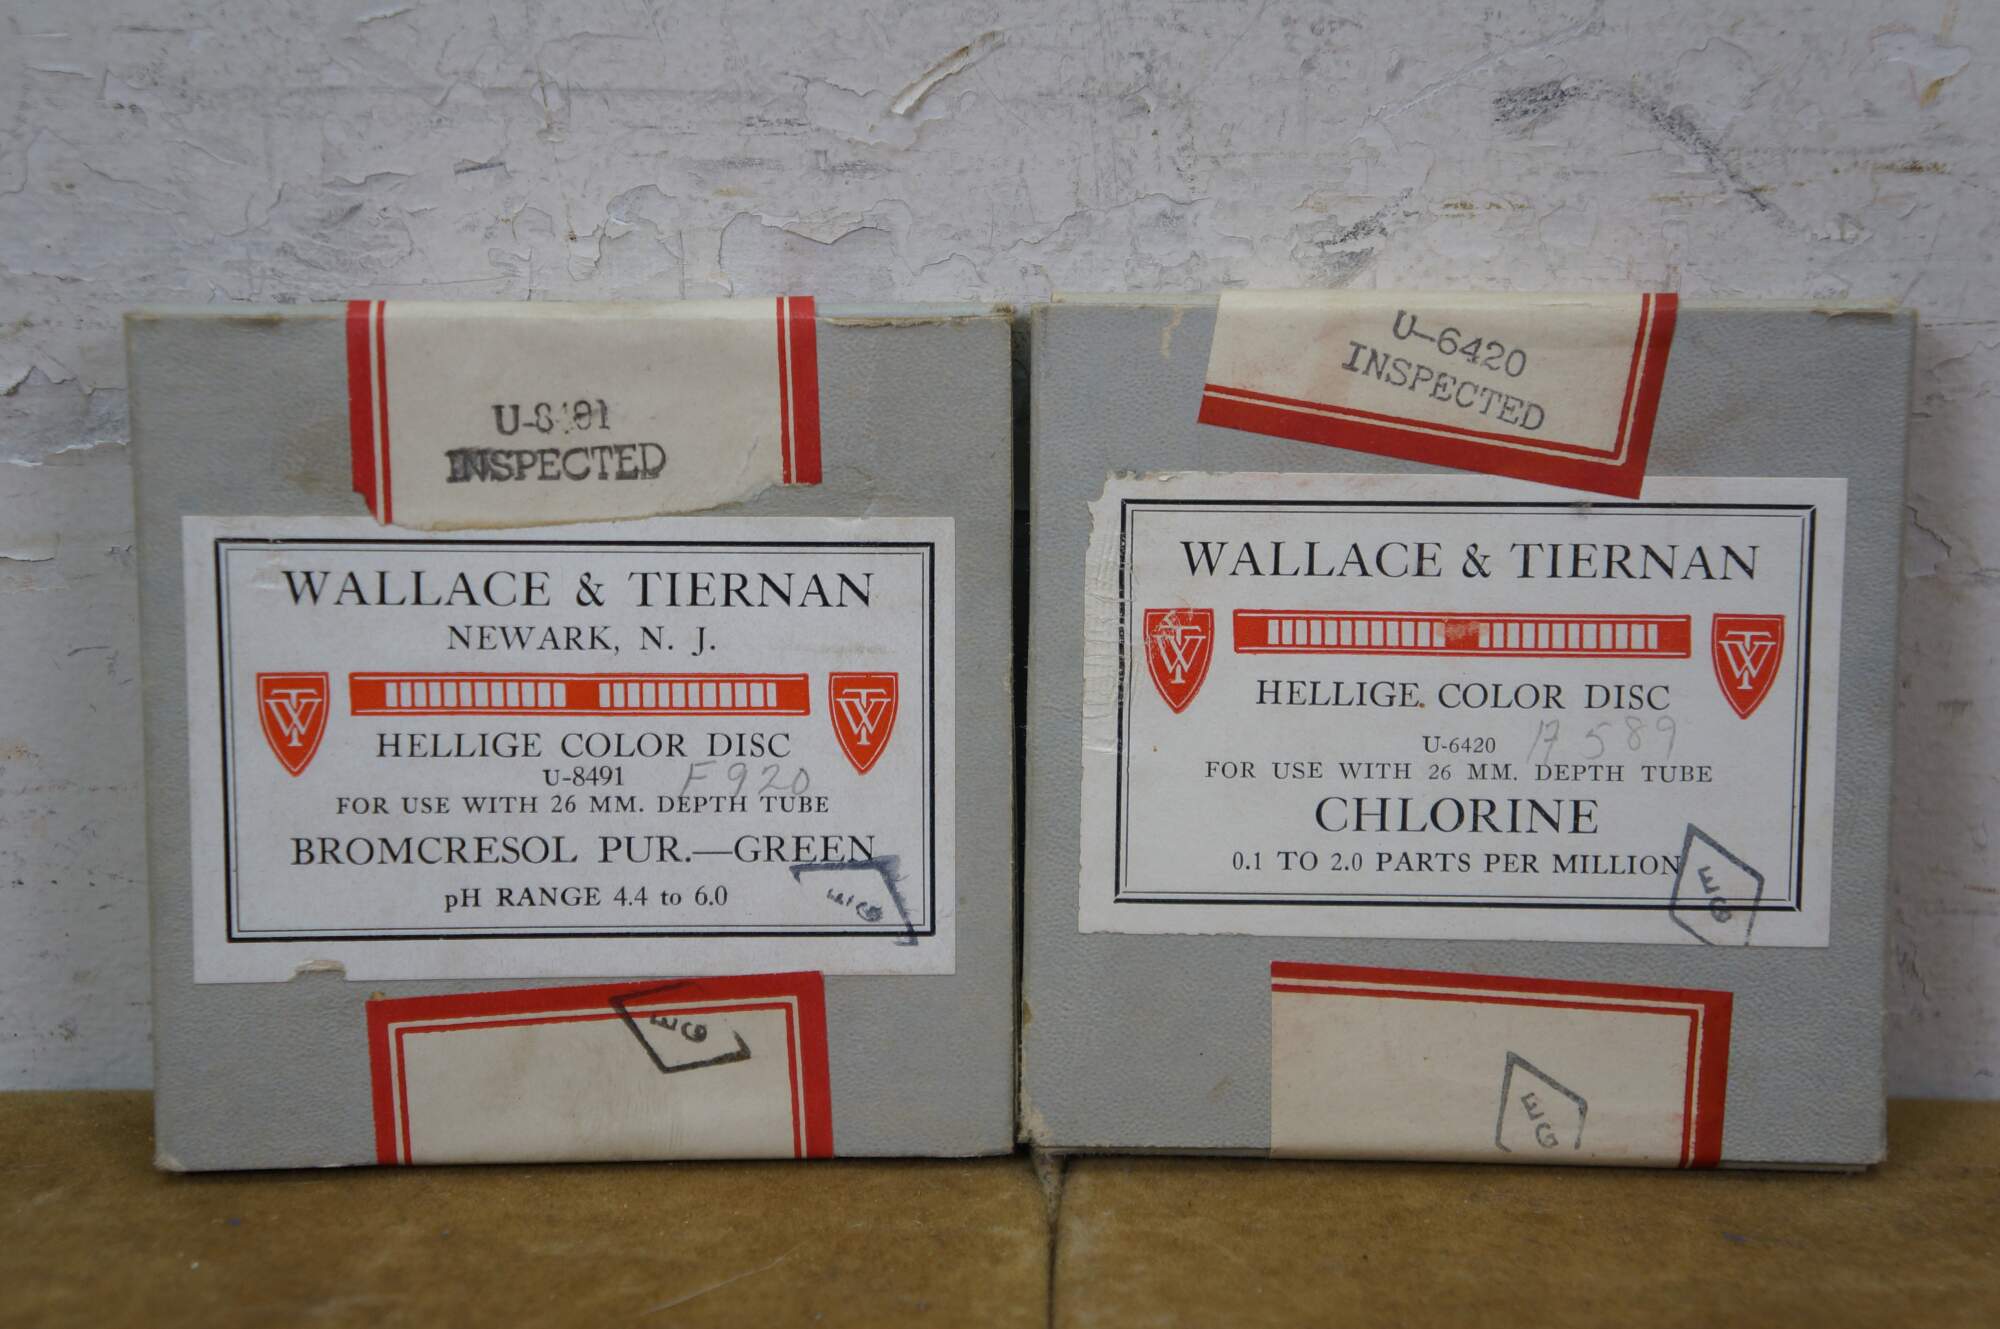 U-8491
INSPECTED
WALLACE & TIERNAN
NEWARK, N. J.
W T
W T
HELLIGE COLOR DISC
U-8491
F920
FOR USE WITH 26 MM. DEPTH TUBE
BROMCRESOL PUR.—GREEN
pH RANGE 4.4 to 6.0
EG
EG
U-6420
INSPECTED
WALLACE & TIERNAN
W T
W T
HELLIGE COLOR DISC
U-6420
17589
FOR USE WITH 26 MM. DEPTH TUBE
CHLORINE
0.1 TO 2.0 PARTS PER MILLION
EG
EG